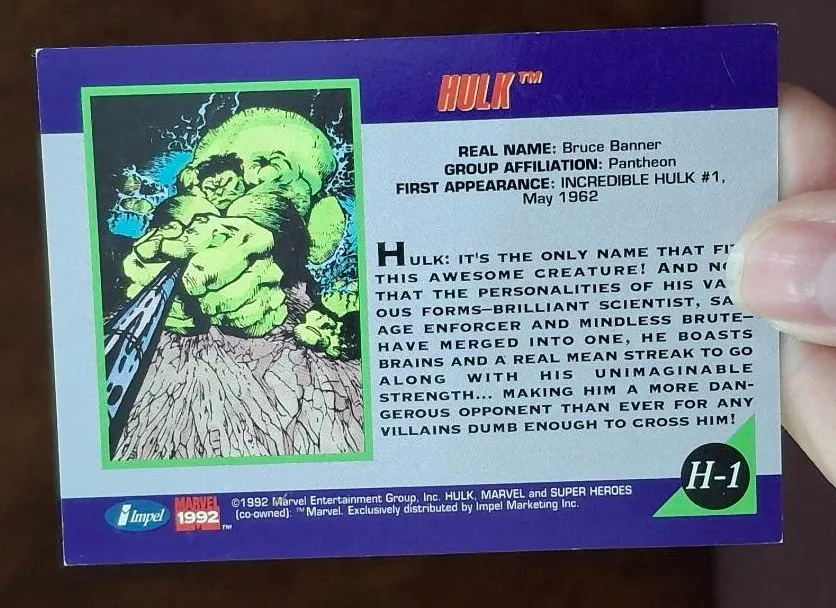 HULK™
REAL NAME: Bruce Banner
GROUP AFFILIATION: Pantheon
FIRST APPEARANCE: INCREDIBLE HULK #1,
May 1962
HULK: IT'S THE ONLY NAME THAT
THIS AWESOME CREATURE! AND
THAT THE PERSONALITIES OF HIS
OUS FORMS–BRILLIANT SCIENTIST,
AGE ENFORCER AND MINDLESS BRUTE–
HAVE MERGED INTO ONE, HE BOASTS
BRAINS AND A REAL MEAN STREAK TO GO
ALONG WITH HIS UNIMAGINABLE
STRENGTH... MAKING HIM A MORE DAN-
GEROUS OPPONENT THAN EVER FOR ANY
VILLAINS DUMB ENOUGH TO CROSS HIM!
H-1
Impel
MARVEL
1992™
©1992 Marvel Entertainment Group, Inc. HULK, MARVEL and SUPER HEROES
(co-owned): ™Marvel. Exclusively distributed by Impel Marketing Inc.